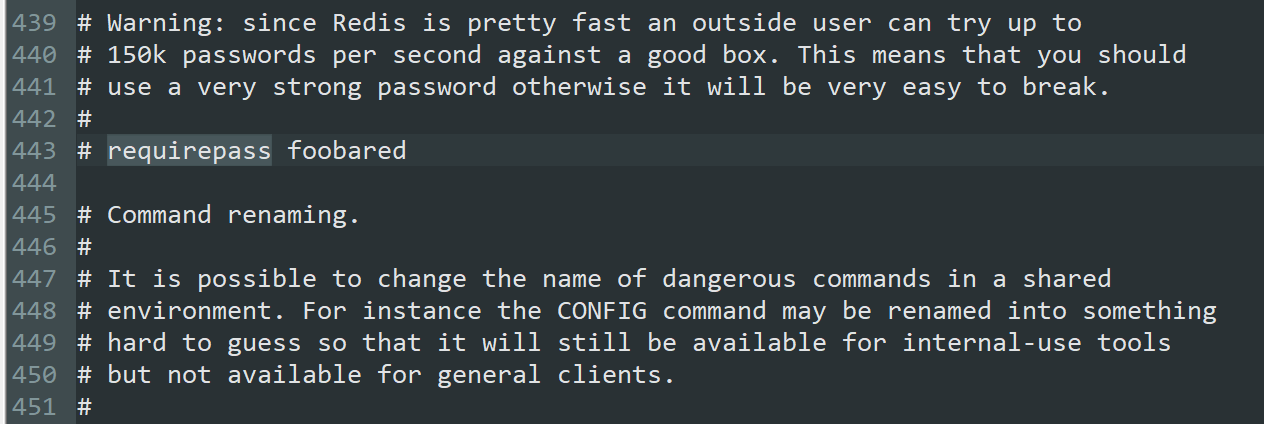 439 # Warning: since Redis is pretty fast an outside user can try up to
440 # 150k passwords per second against a good box. This means that you should
441 # use a very strong password otherwise it will be very easy to break.
442 #
443 # requirepass foobared
444
445 # Command renaming.
446 #
447 # It is possible to change the name of dangerous commands in a shared
448 # environment. For instance the CONFIG command may be renamed into something
449 # hard to guess so that it will still be available for internal-use tools
450 # but not available for general clients.
451 #